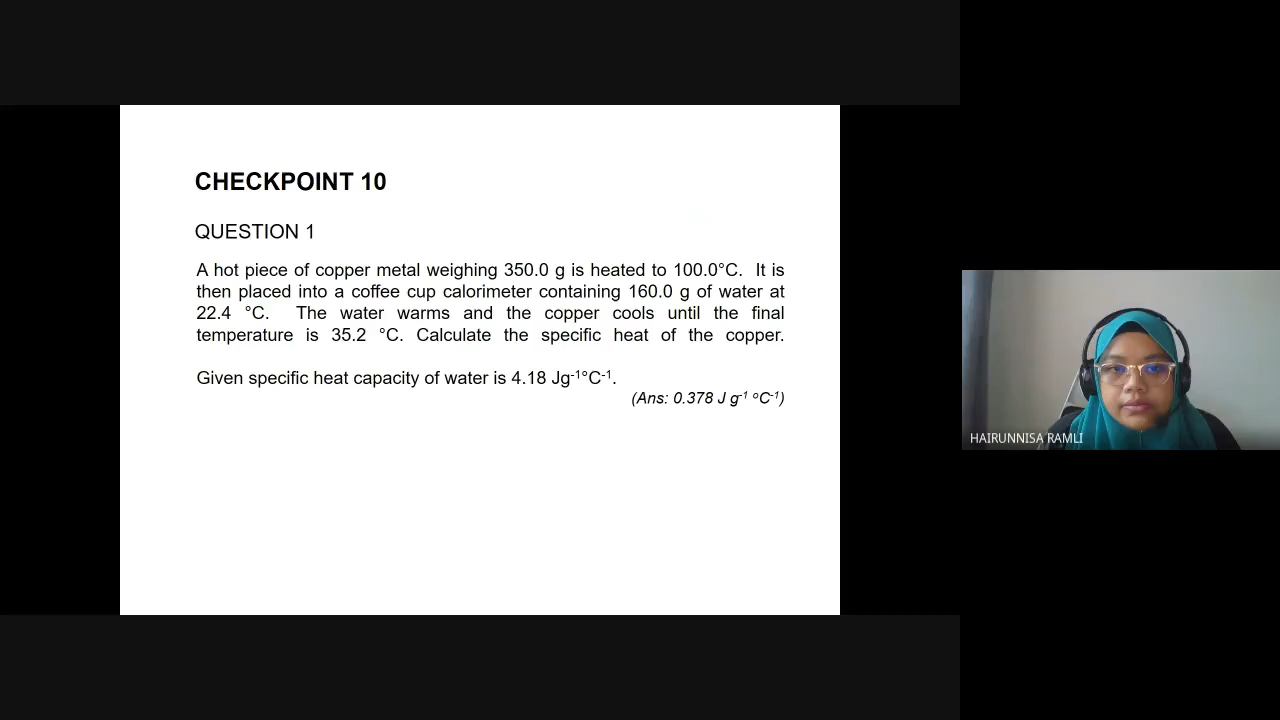 CHECKPOINT 10
QUESTION 1
A hot piece of copper metal weighing 350.0 g is heated to 100.0°C. It is
then placed into a coffee cup calorimeter containing 160.0 g of water at
22.4 °C. The water warms and the copper cools until the final
temperature is 35.2 °C. Calculate the specific heat of the copper.
Given specific heat capacity of water is 4.18 Jg⁻¹°C⁻¹.
(Ans: 0.378 J g⁻¹ °C⁻¹)
HAIRUNNISA RAMLI